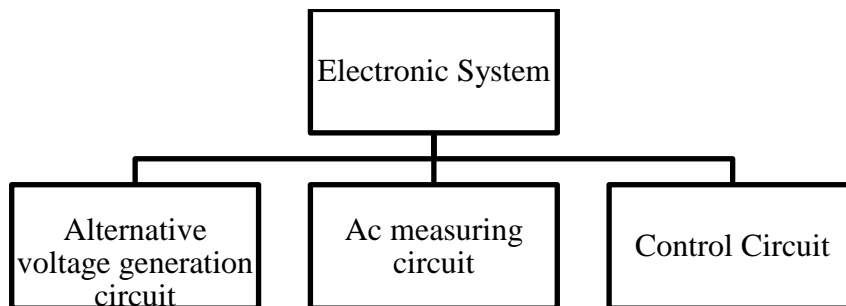 Electronic System
Alternative
voltage generation
circuit
Ac measuring
circuit
Control Circuit